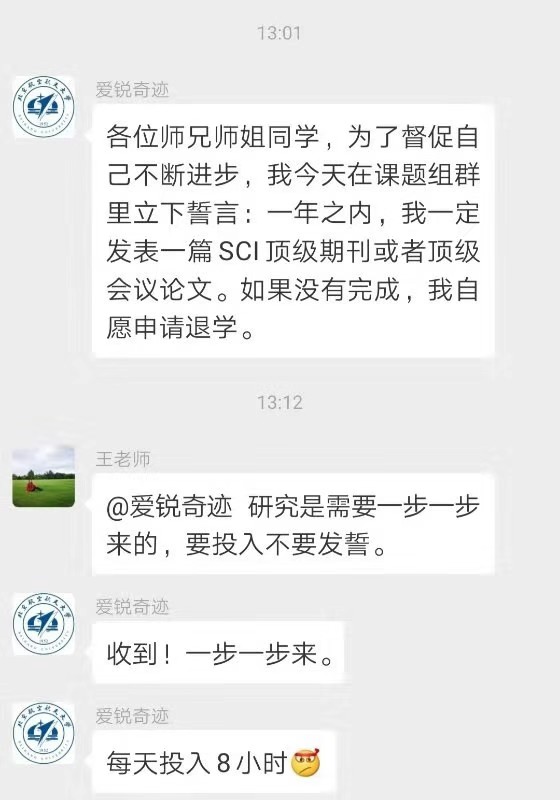 13:01
爱锐奇迹
各位师兄师姐同学，为了督促自
己不断进步，我今天在课题组群
里立下誓言：一年之内，我一定
发表一篇SCI顶级期刊或者顶级
会议论文。如果没有完成，我自
愿申请退学。
13:12
王老师
@爱锐奇迹 研究是需要一步一步
来的，要投入不要发誓。
爱锐奇迹
收到！一步一步来。
爱锐奇迹
每天投入8小时